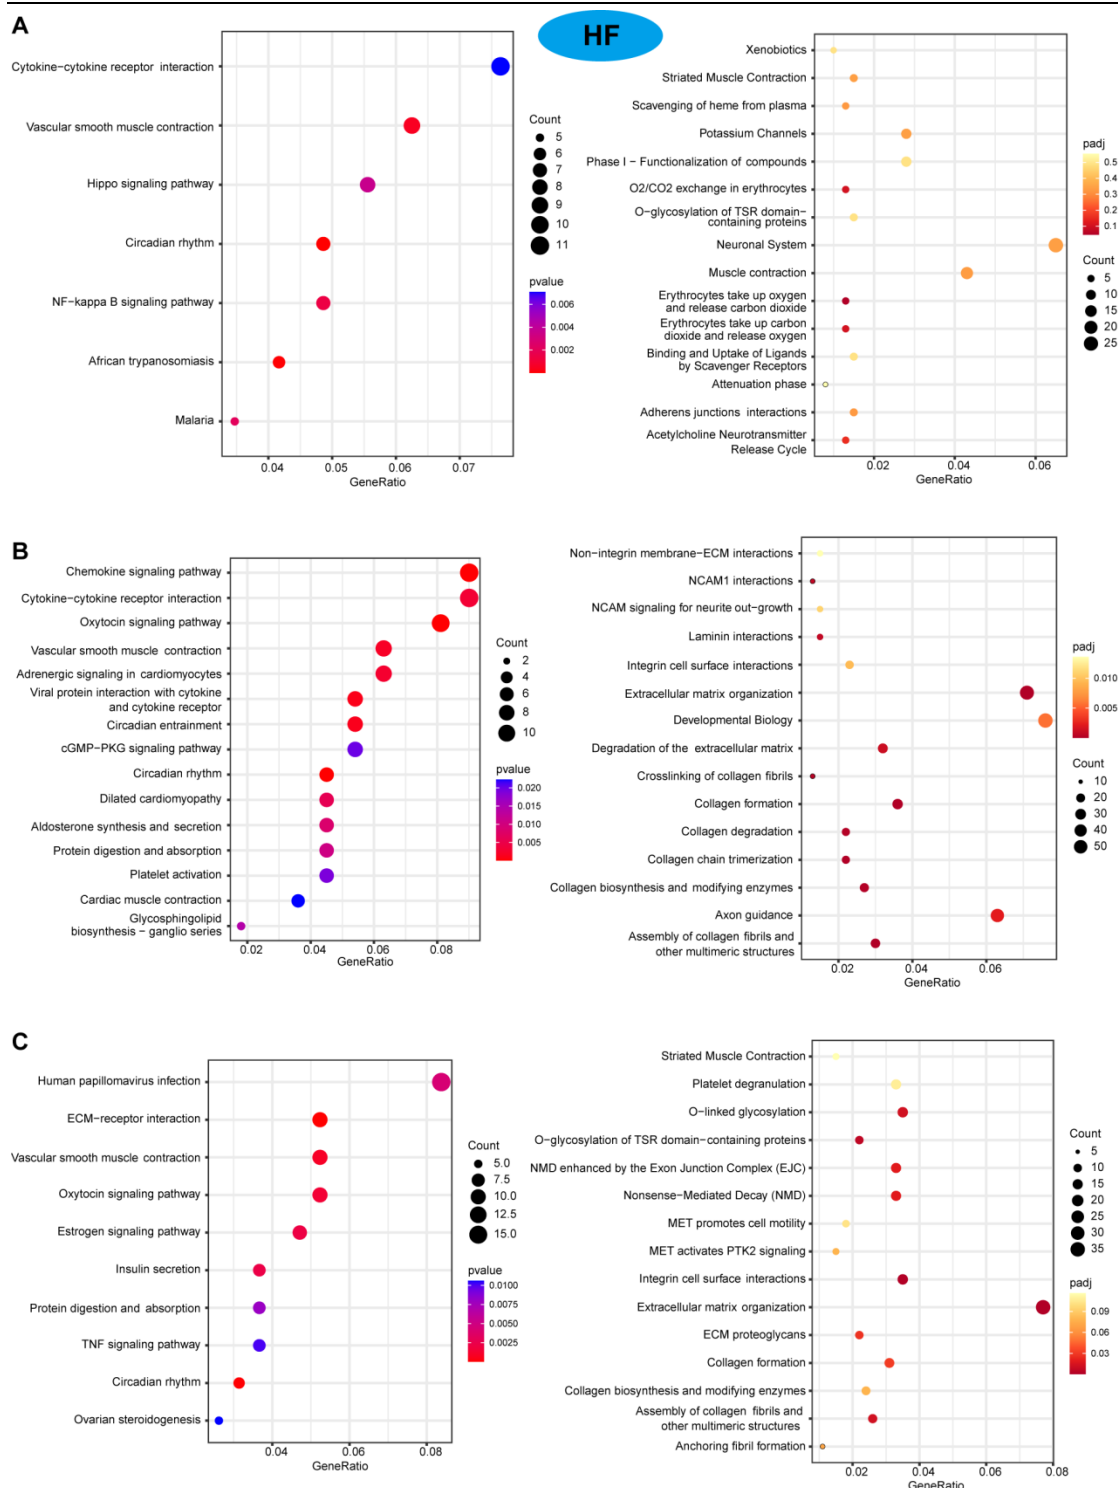 A
HF
Cytokine−cytokine receptor interaction
Vascular smooth muscle contraction
Hippo signaling pathway
Circadian rhythm
NF−kappa B signaling pathway
African trypanosomiasis
Malaria
0.04 0.05 0.06 0.07
GeneRatio
Count
5
6
7
8
9
10
11
pvalue
0.006
0.004
0.002
Xenobiotics
Striated Muscle Contraction
Scavenging of heme from plasma
Potassium Channels
Phase I − Functionalization of compounds
O2/CO2 exchange in erythrocytes
O−glycosylation of TSR domain−
containing proteins
Neuronal System
Muscle contraction
Erythrocytes take up oxygen
and release carbon dioxide
Erythrocytes take up carbon
dioxide and release oxygen
Binding and Uptake of Ligands
by Scavenger Receptors
Attenuation phase
Adherens junctions interactions
Acetylcholine Neurotransmitter
Release Cycle
0.02 0.04 0.06
GeneRatio
padj
0.5
0.4
0.3
0.2
0.1
Count
5
10
15
20
25
B
Chemokine signaling pathway
Cytokine−cytokine receptor interaction
Oxytocin signaling pathway
Vascular smooth muscle contraction
Adrenergic signaling in cardiomyocytes
Viral protein interaction with cytokine
and cytokine receptor
Circadian entrainment
cGMP−PKG signaling pathway
Circadian rhythm
Dilated cardiomyopathy
Aldosterone synthesis and secretion
Protein digestion and absorption
Platelet activation
Cardiac muscle contraction
Glycosphingolipid
biosynthesis − ganglio series
0.02 0.04 0.06 0.08
GeneRatio
Count
2
4
6
8
10
pvalue
0.020
0.015
0.010
0.005
Non−integrin membrane−ECM interactions
NCAM1 interactions
NCAM signaling for neurite out−growth
Laminin interactions
Integrin cell surface interactions
Extracellular matrix organization
Developmental Biology
Degradation of the extracellular matrix
Crosslinking of collagen fibrils
Collagen formation
Collagen degradation
Collagen chain trimerization
Collagen biosynthesis and modifying enzymes
Axon guidance
Assembly of collagen fibrils and
other multimeric structures
0.02 0.04 0.06
GeneRatio
padj
0.010
0.005
Count
10
20
30
40
50
C
Human papillomavirus infection
ECM−receptor interaction
Vascular smooth muscle contraction
Oxytocin signaling pathway
Estrogen signaling pathway
Insulin secretion
Protein digestion and absorption
TNF signaling pathway
Circadian rhythm
Ovarian steroidogenesis
0.04 0.06 0.08
GeneRatio
Count
5.0
7.5
10.0
12.5
15.0
pvalue
0.0100
0.0075
0.0050
0.0025
Striated Muscle Contraction
Platelet degranulation
O−linked glycosylation
O−glycosylation of TSR domain−containing proteins
NMD enhanced by the Exon Junction Complex (EJC)
Nonsense−Mediated Decay (NMD)
MET promotes cell motility
MET activates PTK2 signaling
Integrin cell surface interactions
Extracellular matrix organization
ECM proteoglycans
Collagen formation
Collagen biosynthesis and modifying enzymes
Assembly of collagen fibrils and
other multimeric structures
Anchoring fibril formation
0.02 0.04 0.06 0.08
GeneRatio
Count
5
10
15
20
25
30
35
padj
0.09
0.06
0.03